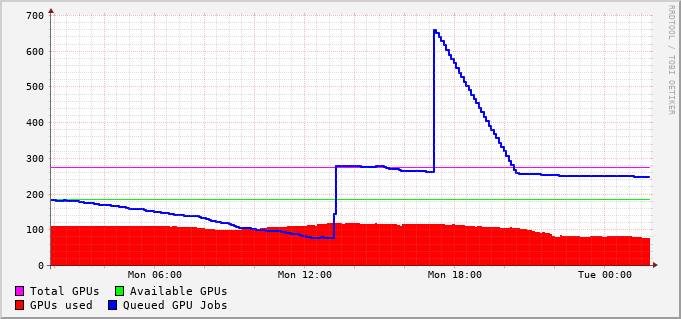 700
600
500
400
300
200
100
0
Mon 06:00
Mon 12:00
Mon 18:00
Tue 00:00
Total GPUs
Available GPUs
GPUs used
Queued GPU Jobs
RRDTOOL / TOBI OETIKER